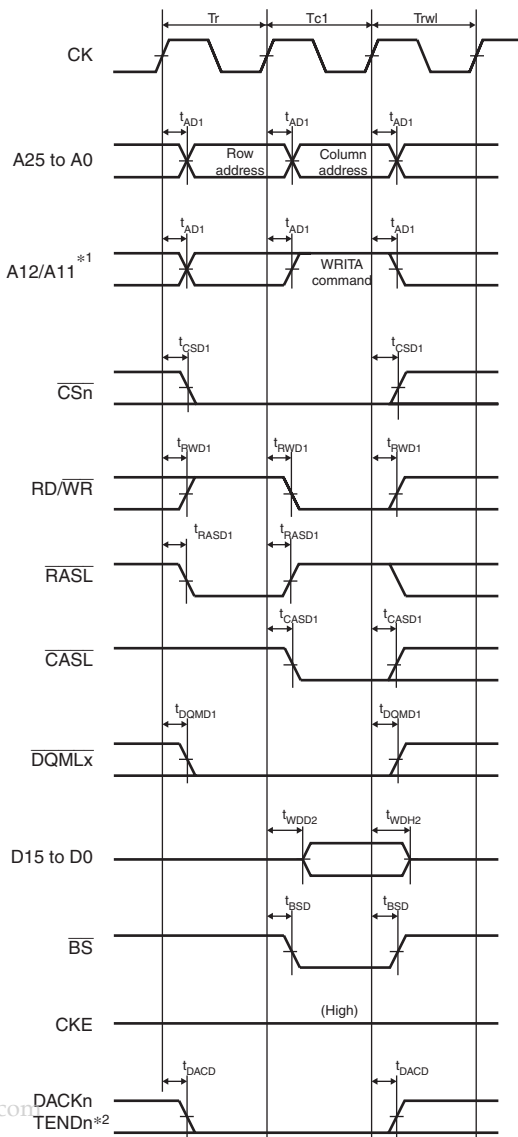 Tr Tc1 Trwl
CK
tAD1 tAD1 tAD1
A25 to A0
Row address
Column address
tAD1 tAD1 tAD1
A12/A11*1
WRITA command
tCSD1 tCSD1
CSn
tRWD1 tRWD1 tRWD1
RD/WR
tRASD1 tRASD1
RASL
tCASD1 tCASD1
CASL
tDQMD1 tDQMD1
DQMLx
tWDD2 tWDH2
D15 to D0
tBSD tBSD
BS
(High)
CKE
tDACD tDACD
DACKn
com
TENDn*2